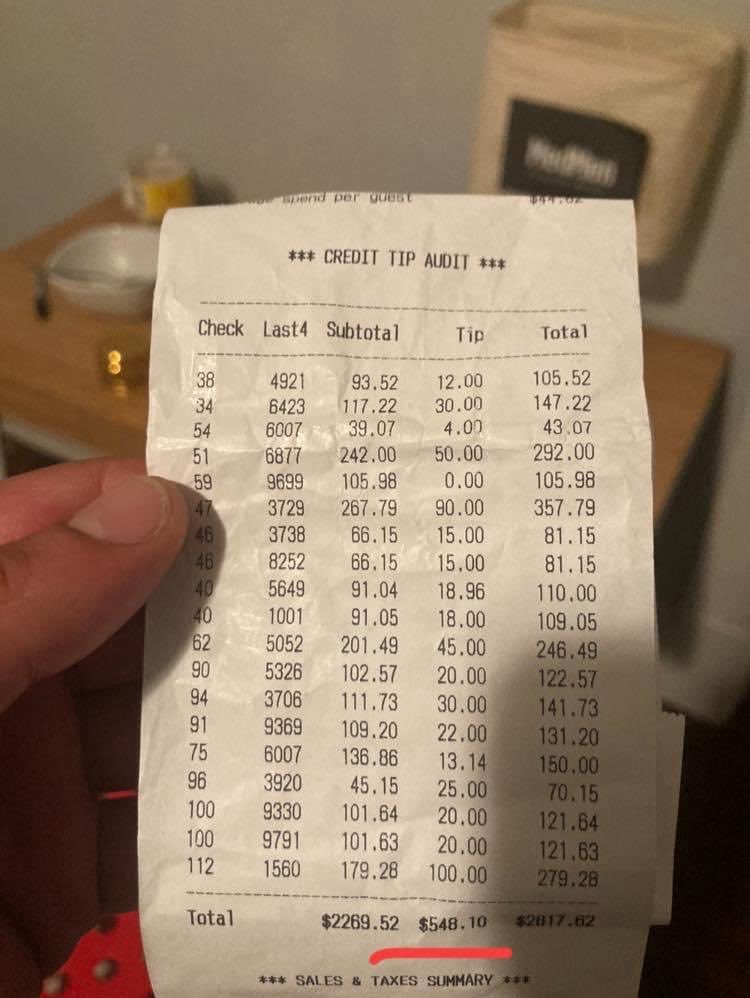 spend per guest $44.62
*** CREDIT TIP AUDIT ***
Check Last4 Subtotal Tip Total
38 4921 93.52 12.00 105.52
34 6423 117.22 30.00 147.22
54 6007 39.07 4.00 43.07
51 6877 242.00 50.00 292.00
59 9699 105.98 0.00 105.98
47 3729 267.79 90.00 357.79
46 3738 66.15 15.00 81.15
46 8252 66.15 15.00 81.15
40 5649 91.04 18.96 110.00
40 1001 91.05 18.00 109.05
62 5052 201.49 45.00 246.49
90 5326 102.57 20.00 122.57
94 3706 111.73 30.00 141.73
91 9369 109.20 22.00 131.20
75 6007 136.86 13.14 150.00
96 3920 45.15 25.00 70.15
100 9330 101.64 20.00 121.64
100 9791 101.63 20.00 121.63
112 1560 179.28 100.00 279.28
Total $2269.52 $548.10 $2817.62
*** SALES & TAXES SUMMARY ***